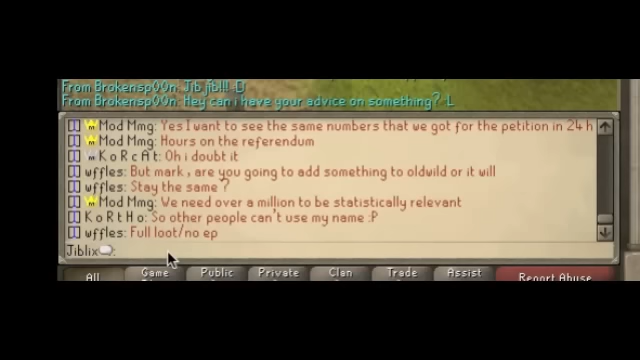 From Brokensp00n: Jib jib!!! :D
From Brokensp00n: Hey can i have your advice on something? :L
Mod Mmg: Yes I want to see the same numbers that we got for the petition in 24 h
Mod Mmg: Hours on the referendum
K o R c A t: Oh i doubt it
wffles: But mark, are you going to add something to oldwild or it will
wffles: Stay the same ?
Mod Mmg: We need over a million to be statistically relevant
K o R t H o: So other people can't use my name :P
wffles: Full loot/no ep
Jiblix:
All Game Public Private Clan Trade Assist Report Abuse